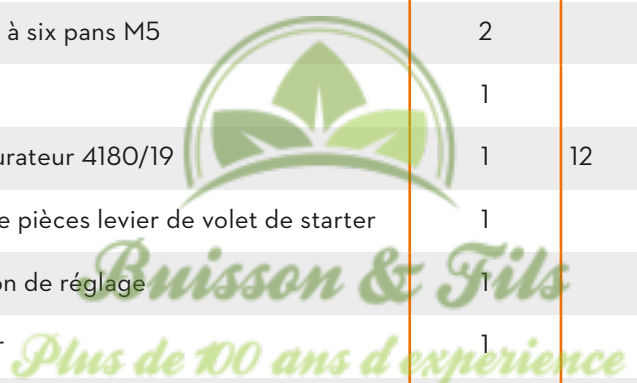 à six pans M5 2
1
urateur 4180/19 1 12
e pièces levier de volet de starter 1
on de réglage 1
r 1
Buisson & Fils
Plus de 100 ans d'experience